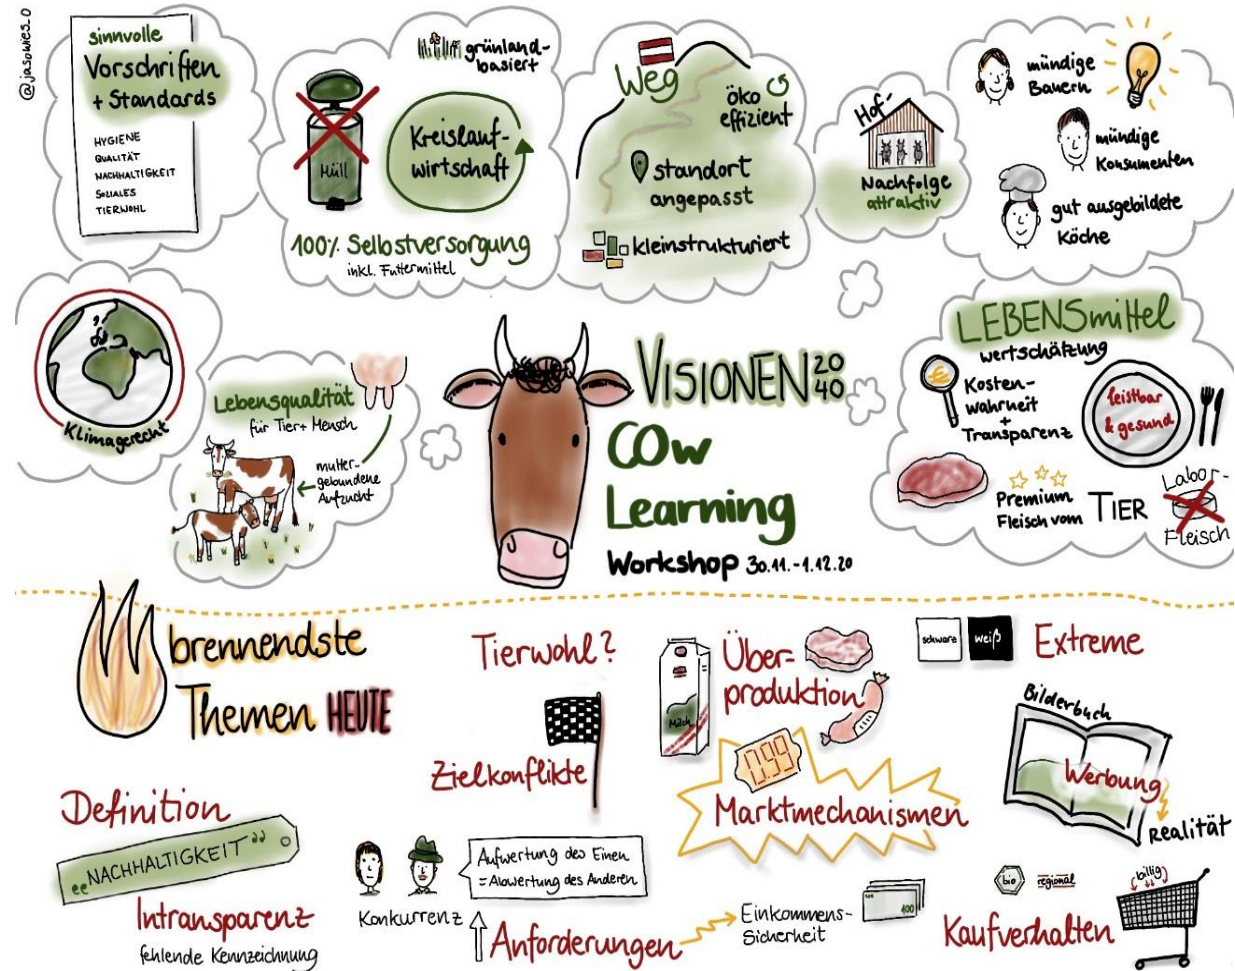 @jasowies_o
sinnvolle
Vorschriften
+ Standards
HYGIENE
QUALITÄT
NACHHALTIGKEIT
SOZIALES
TIERWOHL
grünland-
basiert
Müll
Kreislauf-
wirtschaft
100% Selbstversorgung
inkl. Futtermittel
Weg
öko
effizient
standort
angepasst
kleinstrukturiert
Hof-
Nachfolge
attraktiv
mündige
Bauern
mündige
Konsumenten
gut ausgebildete
Köche
Klimagerecht
Lebensqualität
für Tier + Mensch
mutter-
gebundene
Aufzucht
VISIONEN 2040
COw
Learning
Workshop 30.11.-1.12.20
LEBENSmittel
wertschätzung
€
Kosten-
wahrheit
+
Transparenz
leistbar
& gesund
Premium
Fleisch vom TIER
Labor-
Fleisch
brennendste
Themen HEUTE
Tierwohl?
Zielkonflikte
Milch
Über-
produktion
0,99
Marktmechanismen
schwarz
weiß
Extreme
Bilderbuch
Werbung
Realität
Definition
„NACHHALTIGKEIT“
Intransparenz
fehlende Kennzeichnung
Konkurrenz
Aufwertung des Einen
= Abwertung des Anderen
Anforderungen
Einkommens-
Sicherheit
100
bio
regional
billig
Kaufverhalten